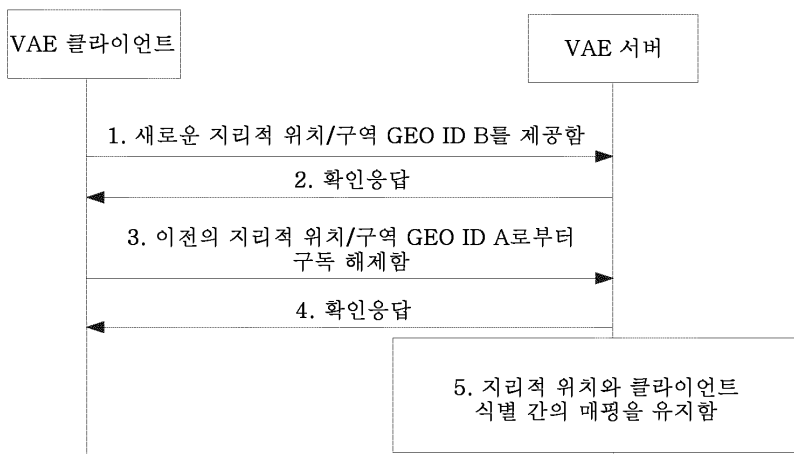 VAE 클라이언트
VAE 서버
1. 새로운 지리적 위치/구역 GEO ID B를 제공함
2. 확인응답
3. 이전의 지리적 위치/구역 GEO ID A로부터
구독 해제함
4. 확인응답
5. 지리적 위치와 클라이언트
식별 간의 매핑을 유지함